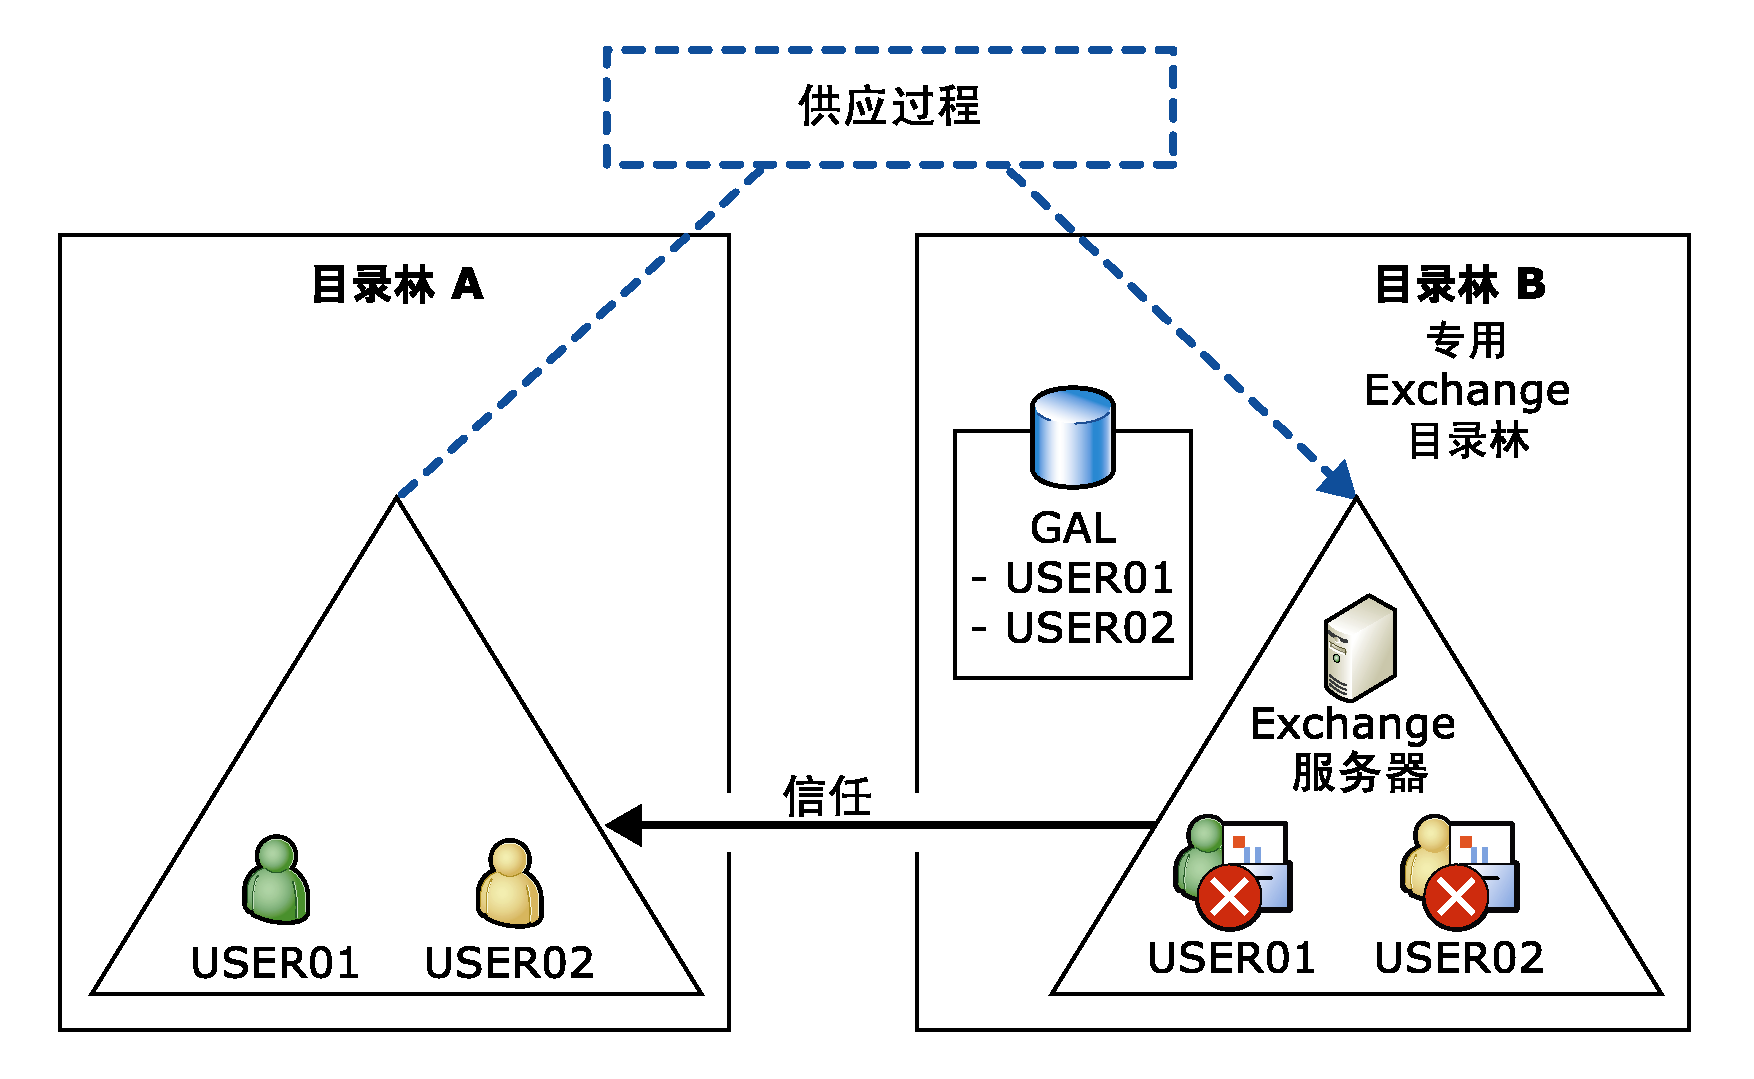 供应过程
目录林 A
USER01
USER02
信任
目录林 B
专用
Exchange
目录林
GAL
- USER01
- USER02
Exchange
服务器
USER01
USER02